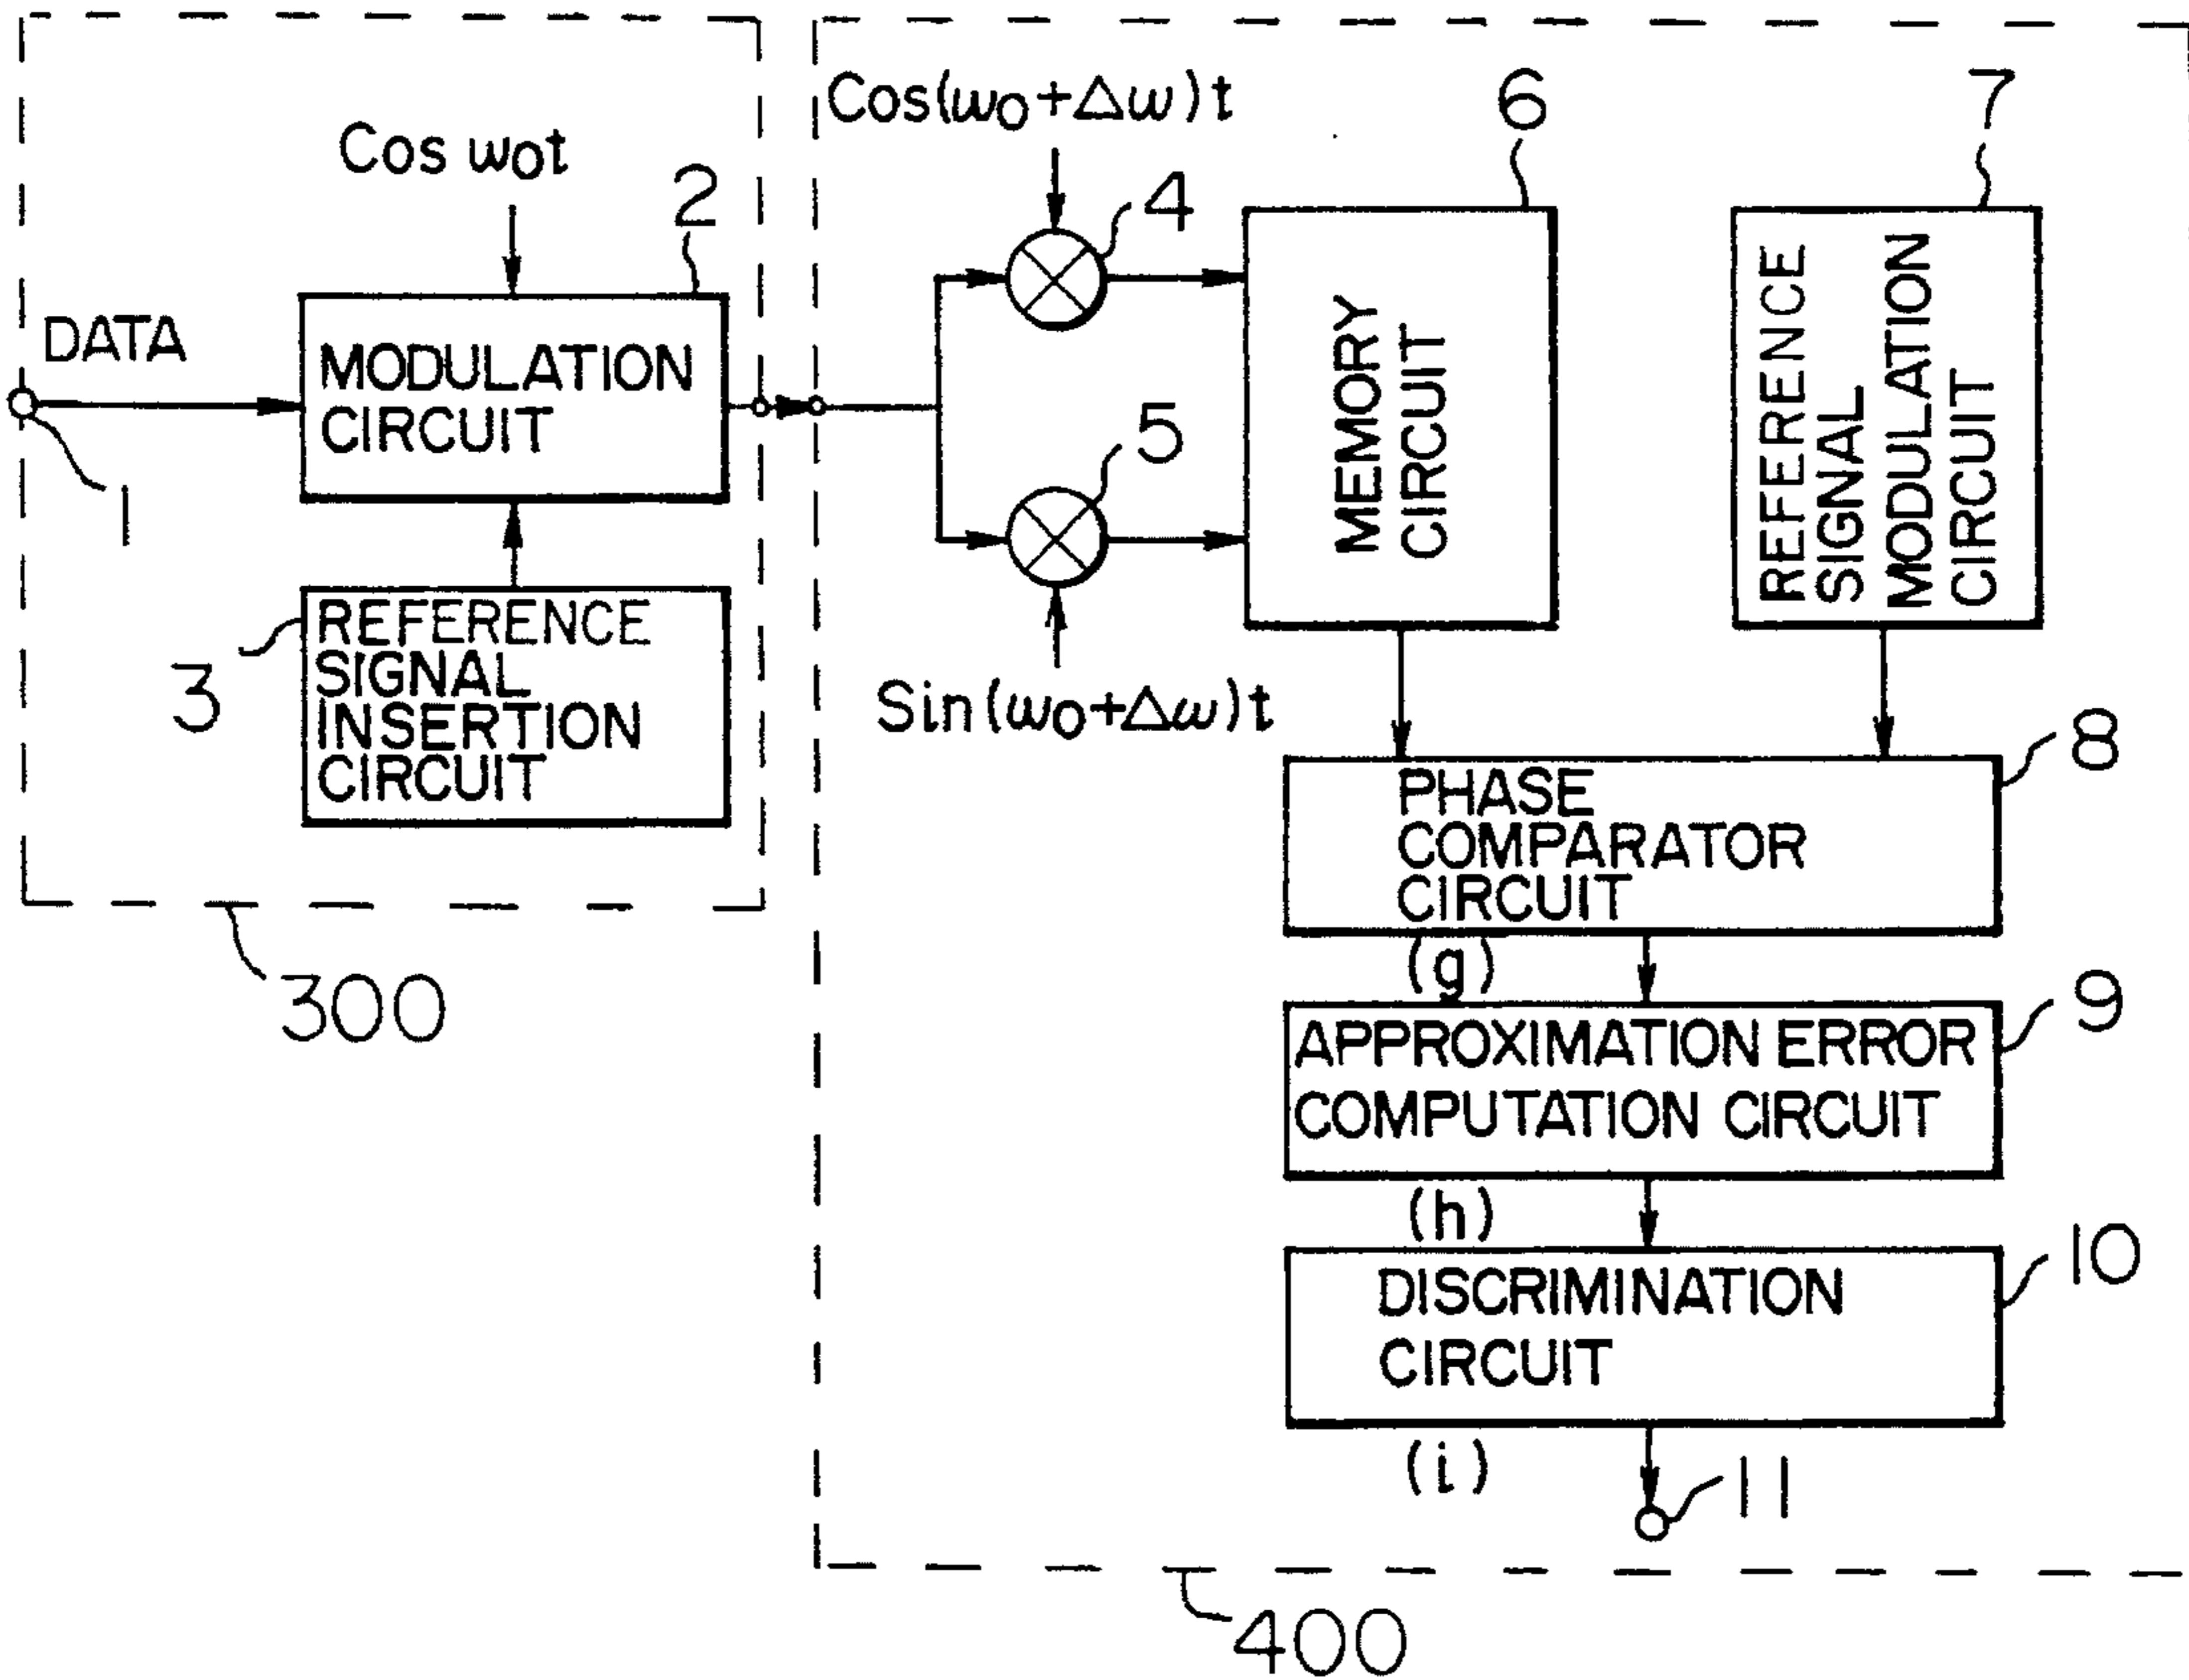 Cos ω0t
2
DATA
MODULATION
CIRCUIT
1
3
REFERENCE
SIGNAL
INSERTION
CIRCUIT
300
Cos(ω0+Δω)t
4
5
Sin(ω0+Δω)t
6
MEMORY
CIRCUIT
7
REFERENCE
SIGNAL
MODULATION
CIRCUIT
8
PHASE
COMPARATOR
CIRCUIT
(g)
9
APPROXIMATION ERROR
COMPUTATION CIRCUIT
(h)
10
DISCRIMINATION
CIRCUIT
(i)
11
400